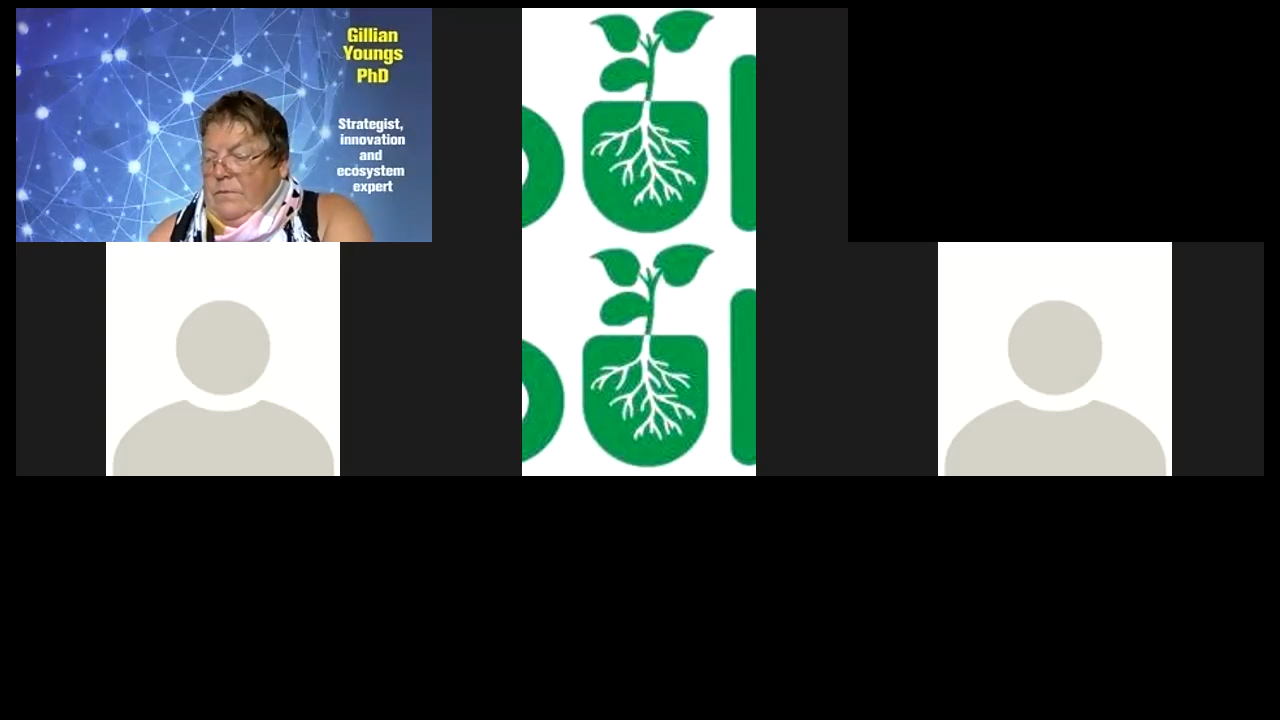 Gillian
Youngs
PhD
Strategist,
innovation
and
ecosystem
expert